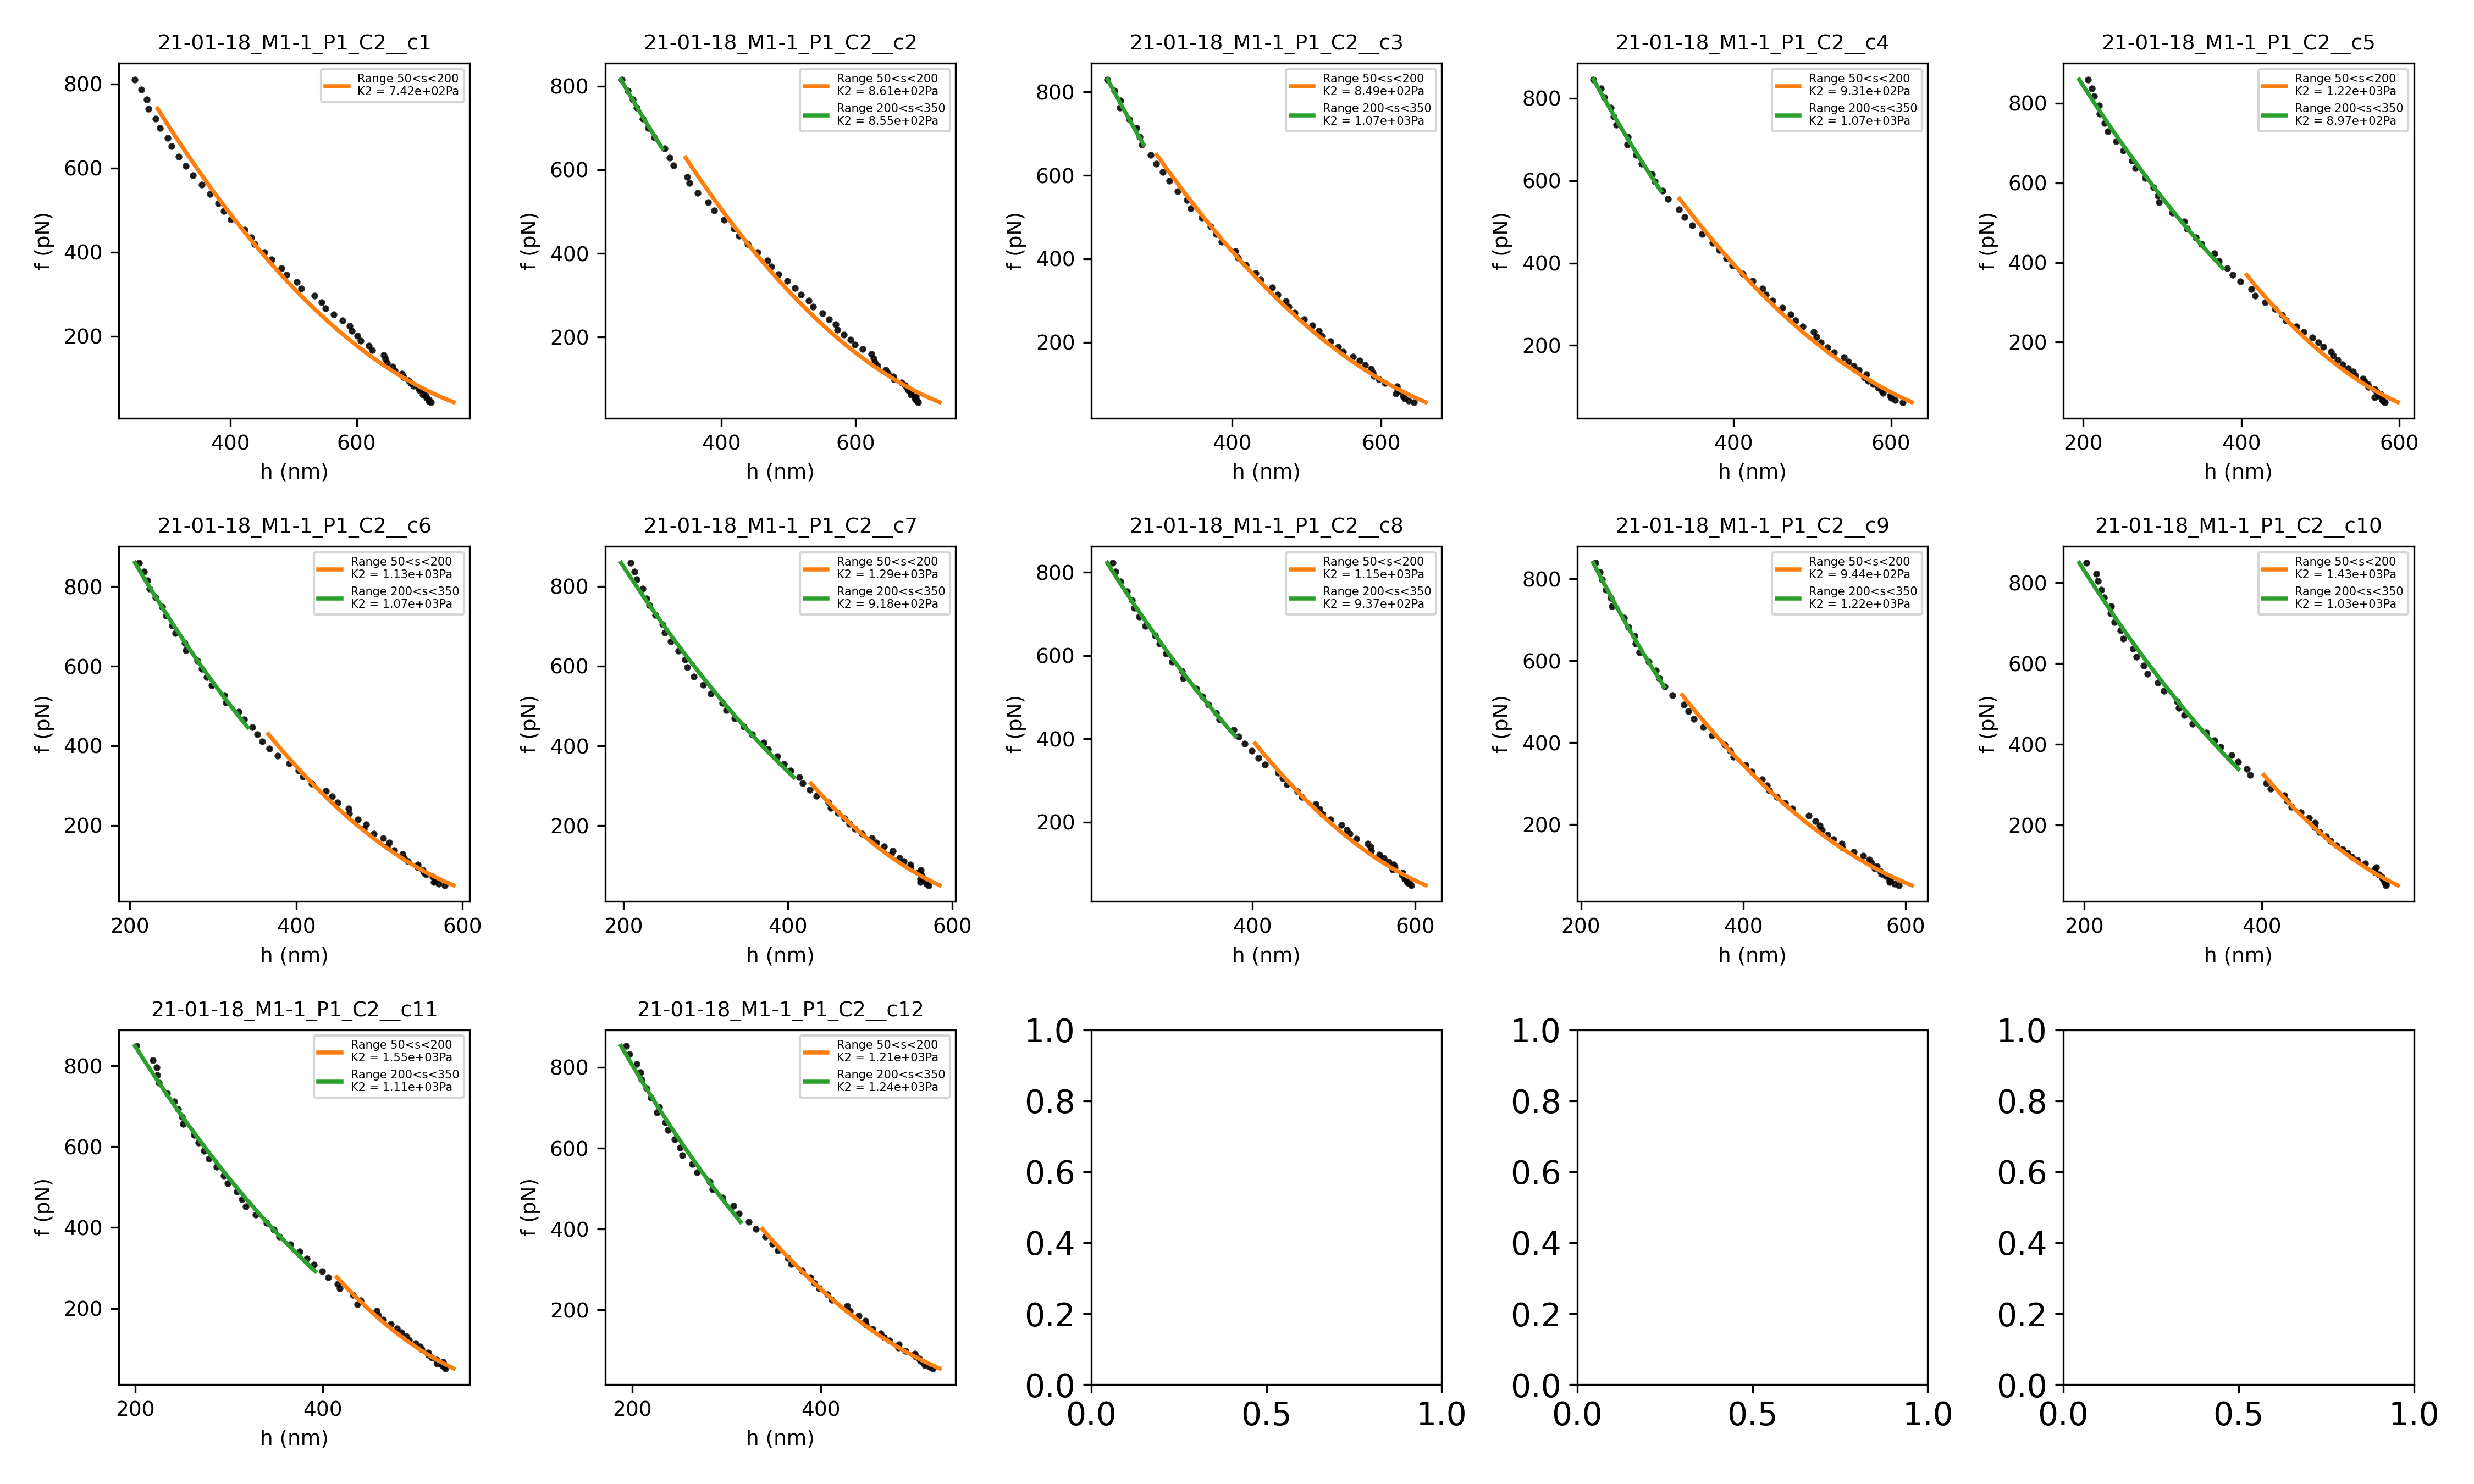 21-01-18_M1-1_P1_C2__c1
Range 50<s<200
K2 = 7.42e+02Pa
800
600
400
200
f (pN)
400 600
h (nm)
21-01-18_M1-1_P1_C2__c2
Range 50<s<200
K2 = 8.61e+02Pa
Range 200<s<350
K2 = 8.55e+02Pa
800
600
400
200
f (pN)
400 600
h (nm)
21-01-18_M1-1_P1_C2__c3
Range 50<s<200
K2 = 8.49e+02Pa
Range 200<s<350
K2 = 1.07e+03Pa
800
600
400
200
f (pN)
400 600
h (nm)
21-01-18_M1-1_P1_C2__c4
Range 50<s<200
K2 = 9.31e+02Pa
Range 200<s<350
K2 = 1.07e+03Pa
800
600
400
200
f (pN)
400 600
h (nm)
21-01-18_M1-1_P1_C2__c5
Range 50<s<200
K2 = 1.22e+03Pa
Range 200<s<350
K2 = 8.97e+02Pa
800
600
400
200
f (pN)
200 400 600
h (nm)
21-01-18_M1-1_P1_C2__c6
Range 50<s<200
K2 = 1.13e+03Pa
Range 200<s<350
K2 = 1.07e+03Pa
800
600
400
200
f (pN)
200 400 600
h (nm)
21-01-18_M1-1_P1_C2__c7
Range 50<s<200
K2 = 1.29e+03Pa
Range 200<s<350
K2 = 9.18e+02Pa
800
600
400
200
f (pN)
200 400 600
h (nm)
21-01-18_M1-1_P1_C2__c8
Range 50<s<200
K2 = 1.15e+03Pa
Range 200<s<350
K2 = 9.37e+02Pa
800
600
400
200
f (pN)
400 600
h (nm)
21-01-18_M1-1_P1_C2__c9
Range 50<s<200
K2 = 9.44e+02Pa
Range 200<s<350
K2 = 1.22e+03Pa
800
600
400
200
f (pN)
200 400 600
h (nm)
21-01-18_M1-1_P1_C2__c10
Range 50<s<200
K2 = 1.43e+03Pa
Range 200<s<350
K2 = 1.03e+03Pa
800
600
400
200
f (pN)
200 400
h (nm)
21-01-18_M1-1_P1_C2__c11
Range 50<s<200
K2 = 1.55e+03Pa
Range 200<s<350
K2 = 1.11e+03Pa
800
600
400
200
f (pN)
200 400
h (nm)
21-01-18_M1-1_P1_C2__c12
Range 50<s<200
K2 = 1.21e+03Pa
Range 200<s<350
K2 = 1.24e+03Pa
800
600
400
200
f (pN)
200 400
h (nm)
1.0
0.8
0.6
0.4
0.2
0.0
0.0 0.5 1.0
1.0
0.8
0.6
0.4
0.2
0.0
0.0 0.5 1.0
1.0
0.8
0.6
0.4
0.2
0.0
0.0 0.5 1.0